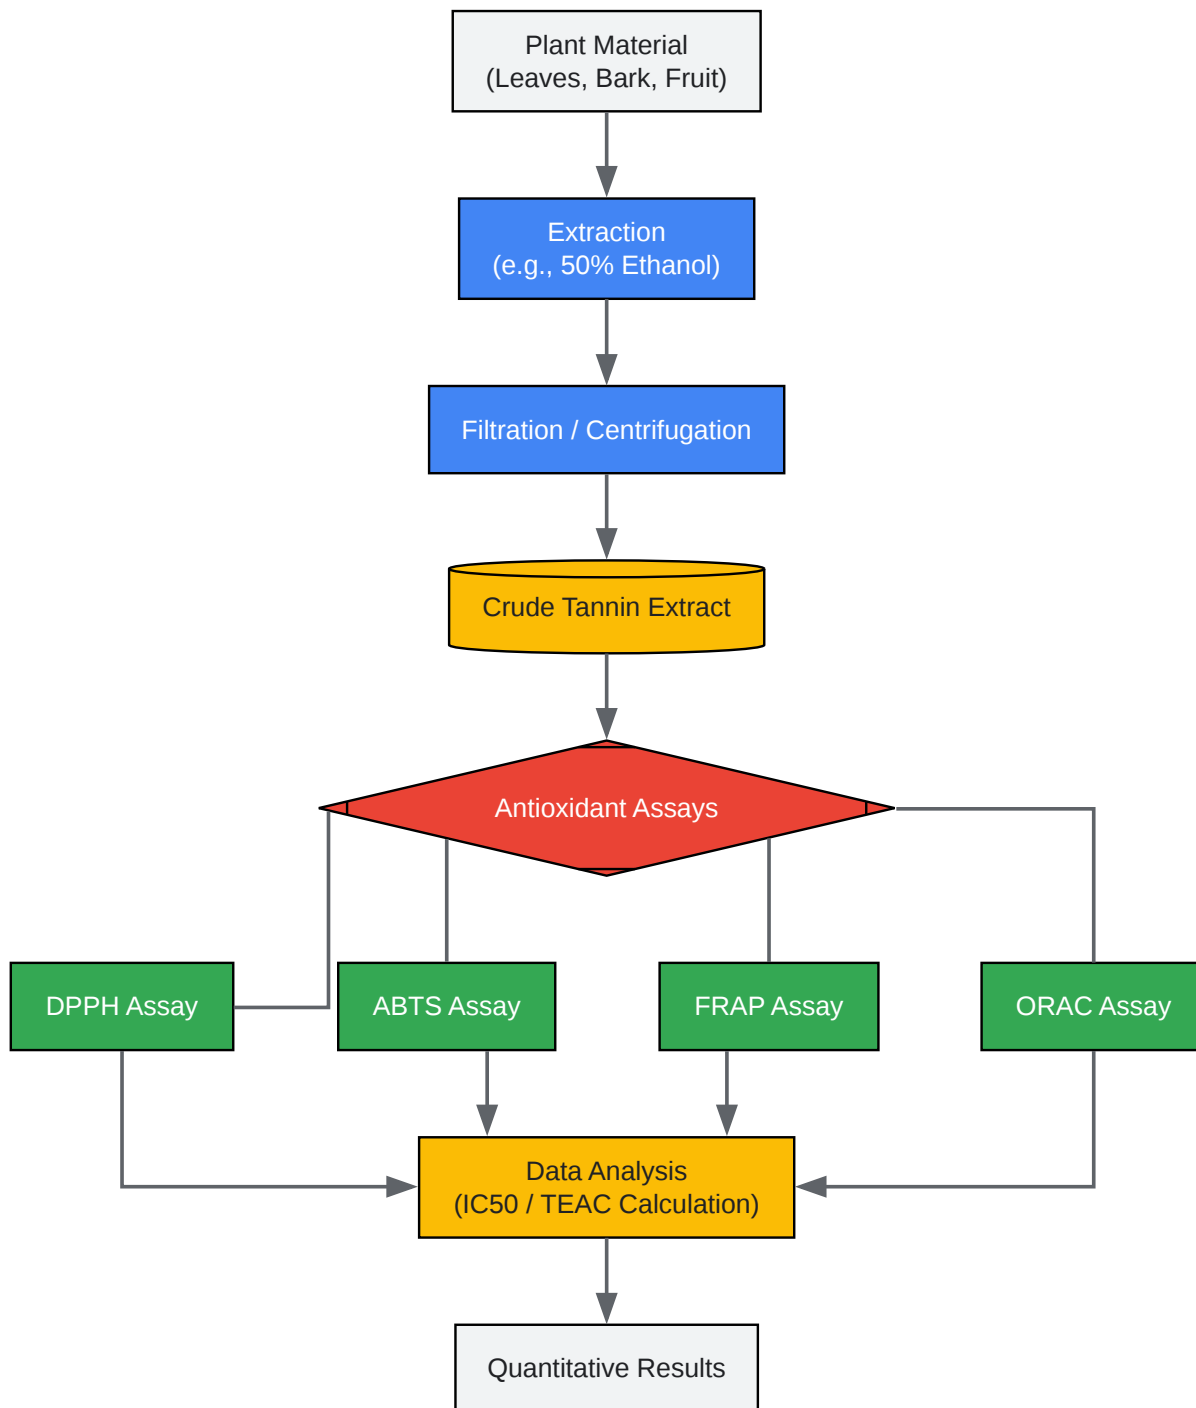 Plant Material
(Leaves, Bark, Fruit)
Extraction
(e.g., 50% Ethanol)
Filtration / Centrifugation
Crude Tannin Extract
Antioxidant Assays
DPPH Assay
ABTS Assay
FRAP Assay
ORAC Assay
Data Analysis
(IC50 / TEAC Calculation)
Quantitative Results